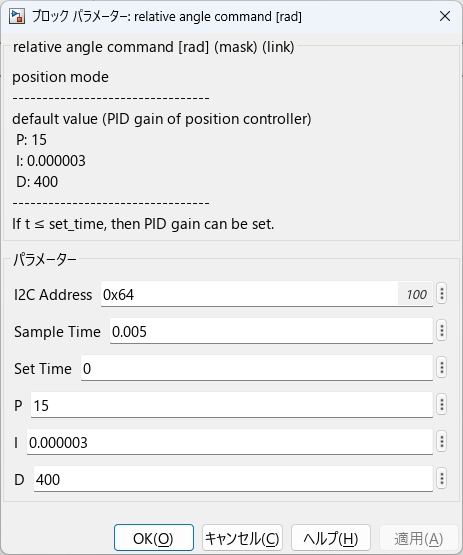 ブロック パラメーター: relative angle command [rad]
relative angle command [rad] (mask) (link)
position mode
---------------------------------
default value (PID gain of position controller)
P: 15
I: 0.000003
D: 400
---------------------------------
If t ≤ set_time, then PID gain can be set.
パラメーター
I2C Address 0x64 100
Sample Time 0.005
Set Time 0
P 15
I 0.000003
D 400
OK(O) キャンセル(C) ヘルプ(H) 適用(A)